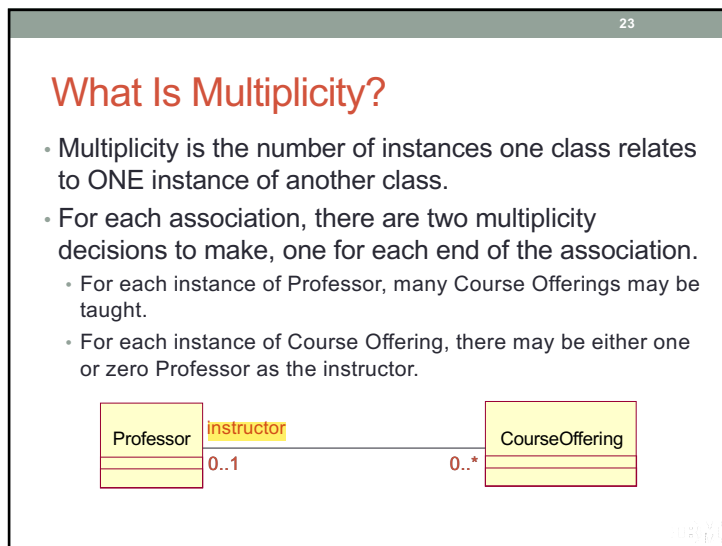 23
What Is Multiplicity?
• Multiplicity is the number of instances one class relates
to ONE instance of another class.
• For each association, there are two multiplicity
decisions to make, one for each end of the association.
• For each instance of Professor, many Course Offerings may be
taught.
• For each instance of Course Offering, there may be either one
or zero Professor as the instructor.
Professor
instructor
CourseOffering
0..1
0..*